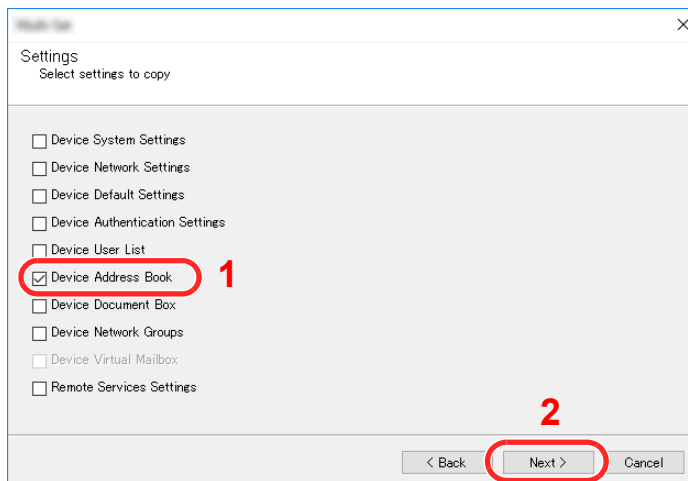 Settings
Select settings to copy
Device System Settings
Device Network Settings
Device Default Settings
Device Authentication Settings
Device User List
Device Address Book 1
Device Document Box
Device Network Groups
Device Virtual Mailbox
Remote Services Settings
2
< Back Next > Cancel